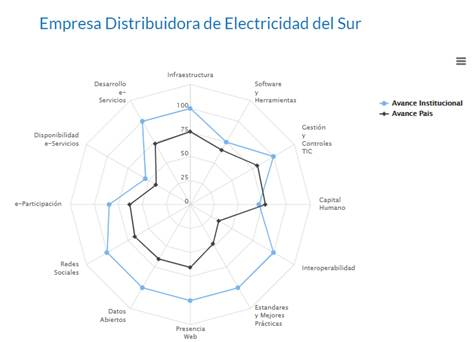 Empresa Distribuidora de Electricidad del Sur
Infraestructura
Software
y
Herramientas
Gestión
y
Controles
TIC
Capital
Humano
Interoperabilidad
Estandares
y Mejores
Prácticas
Presencia
Web
Datos
Abiertos
Redes
Sociales
e-Participación
Disponibilidad
e-Servicios
Desarrollo
e-
Servicios
100
75
50
25
0
Avance Institucional
Avance Pais